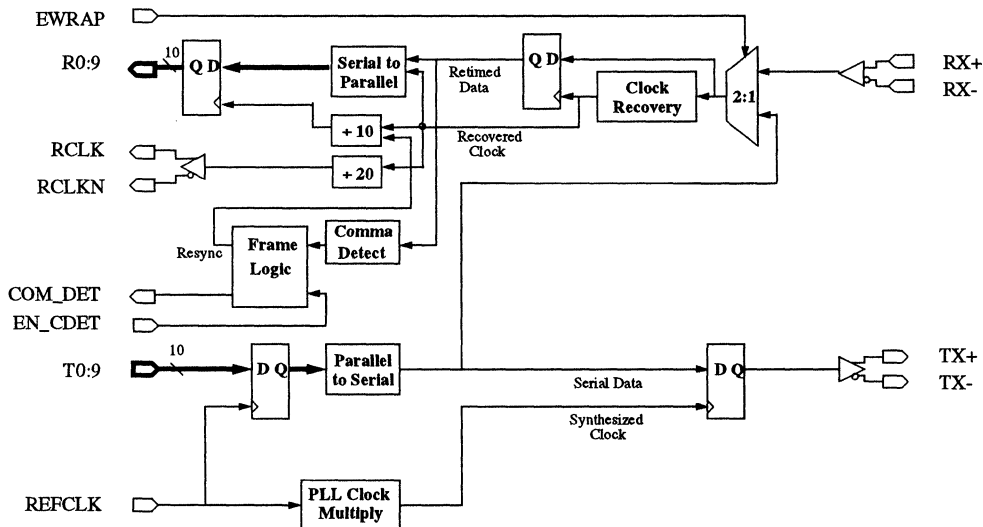 EWRAP
R0:9
10
Q D
Serial to
Parallel
Retimed
Data
Q D
Clock
Recovery
2:1
RX+
RX-
÷ 10
Recovered
Clock
RCLK
÷ 20
RCLKN
Resync
Frame
Logic
Comma
Detect
COM_DET
EN_CDET
T0:9
10
D Q
Parallel
to Serial
Serial Data
D Q
TX+
TX-
Synthesized
Clock
REFCLK
PLL Clock
Multiply